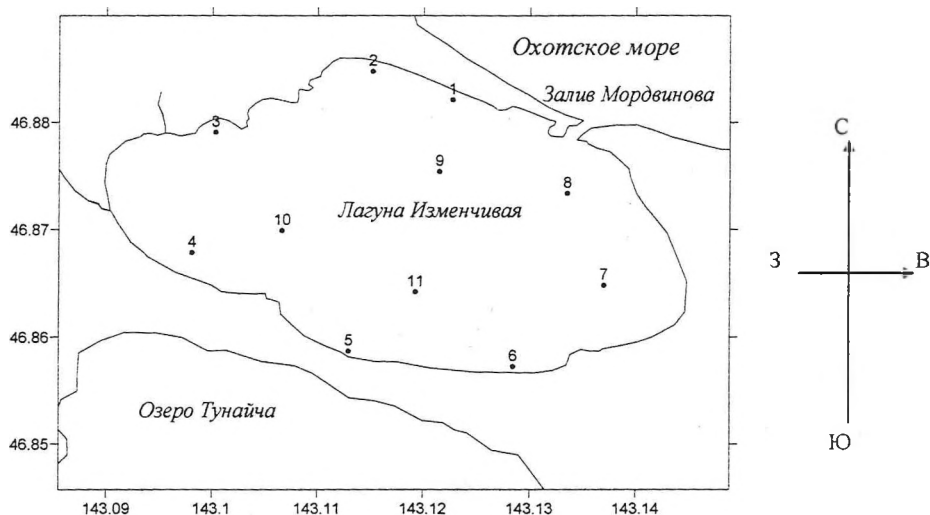 Охотское море
2
Залив Мордвинова
1
46.88
3
С
9
8
Лагуна Изменчивая
46.87
10
4
З
В
11
7
46.86
5
6
Озеро Тунайча
46.85
Ю
143.09
143.1
143.11
143.12
143.13
143.14